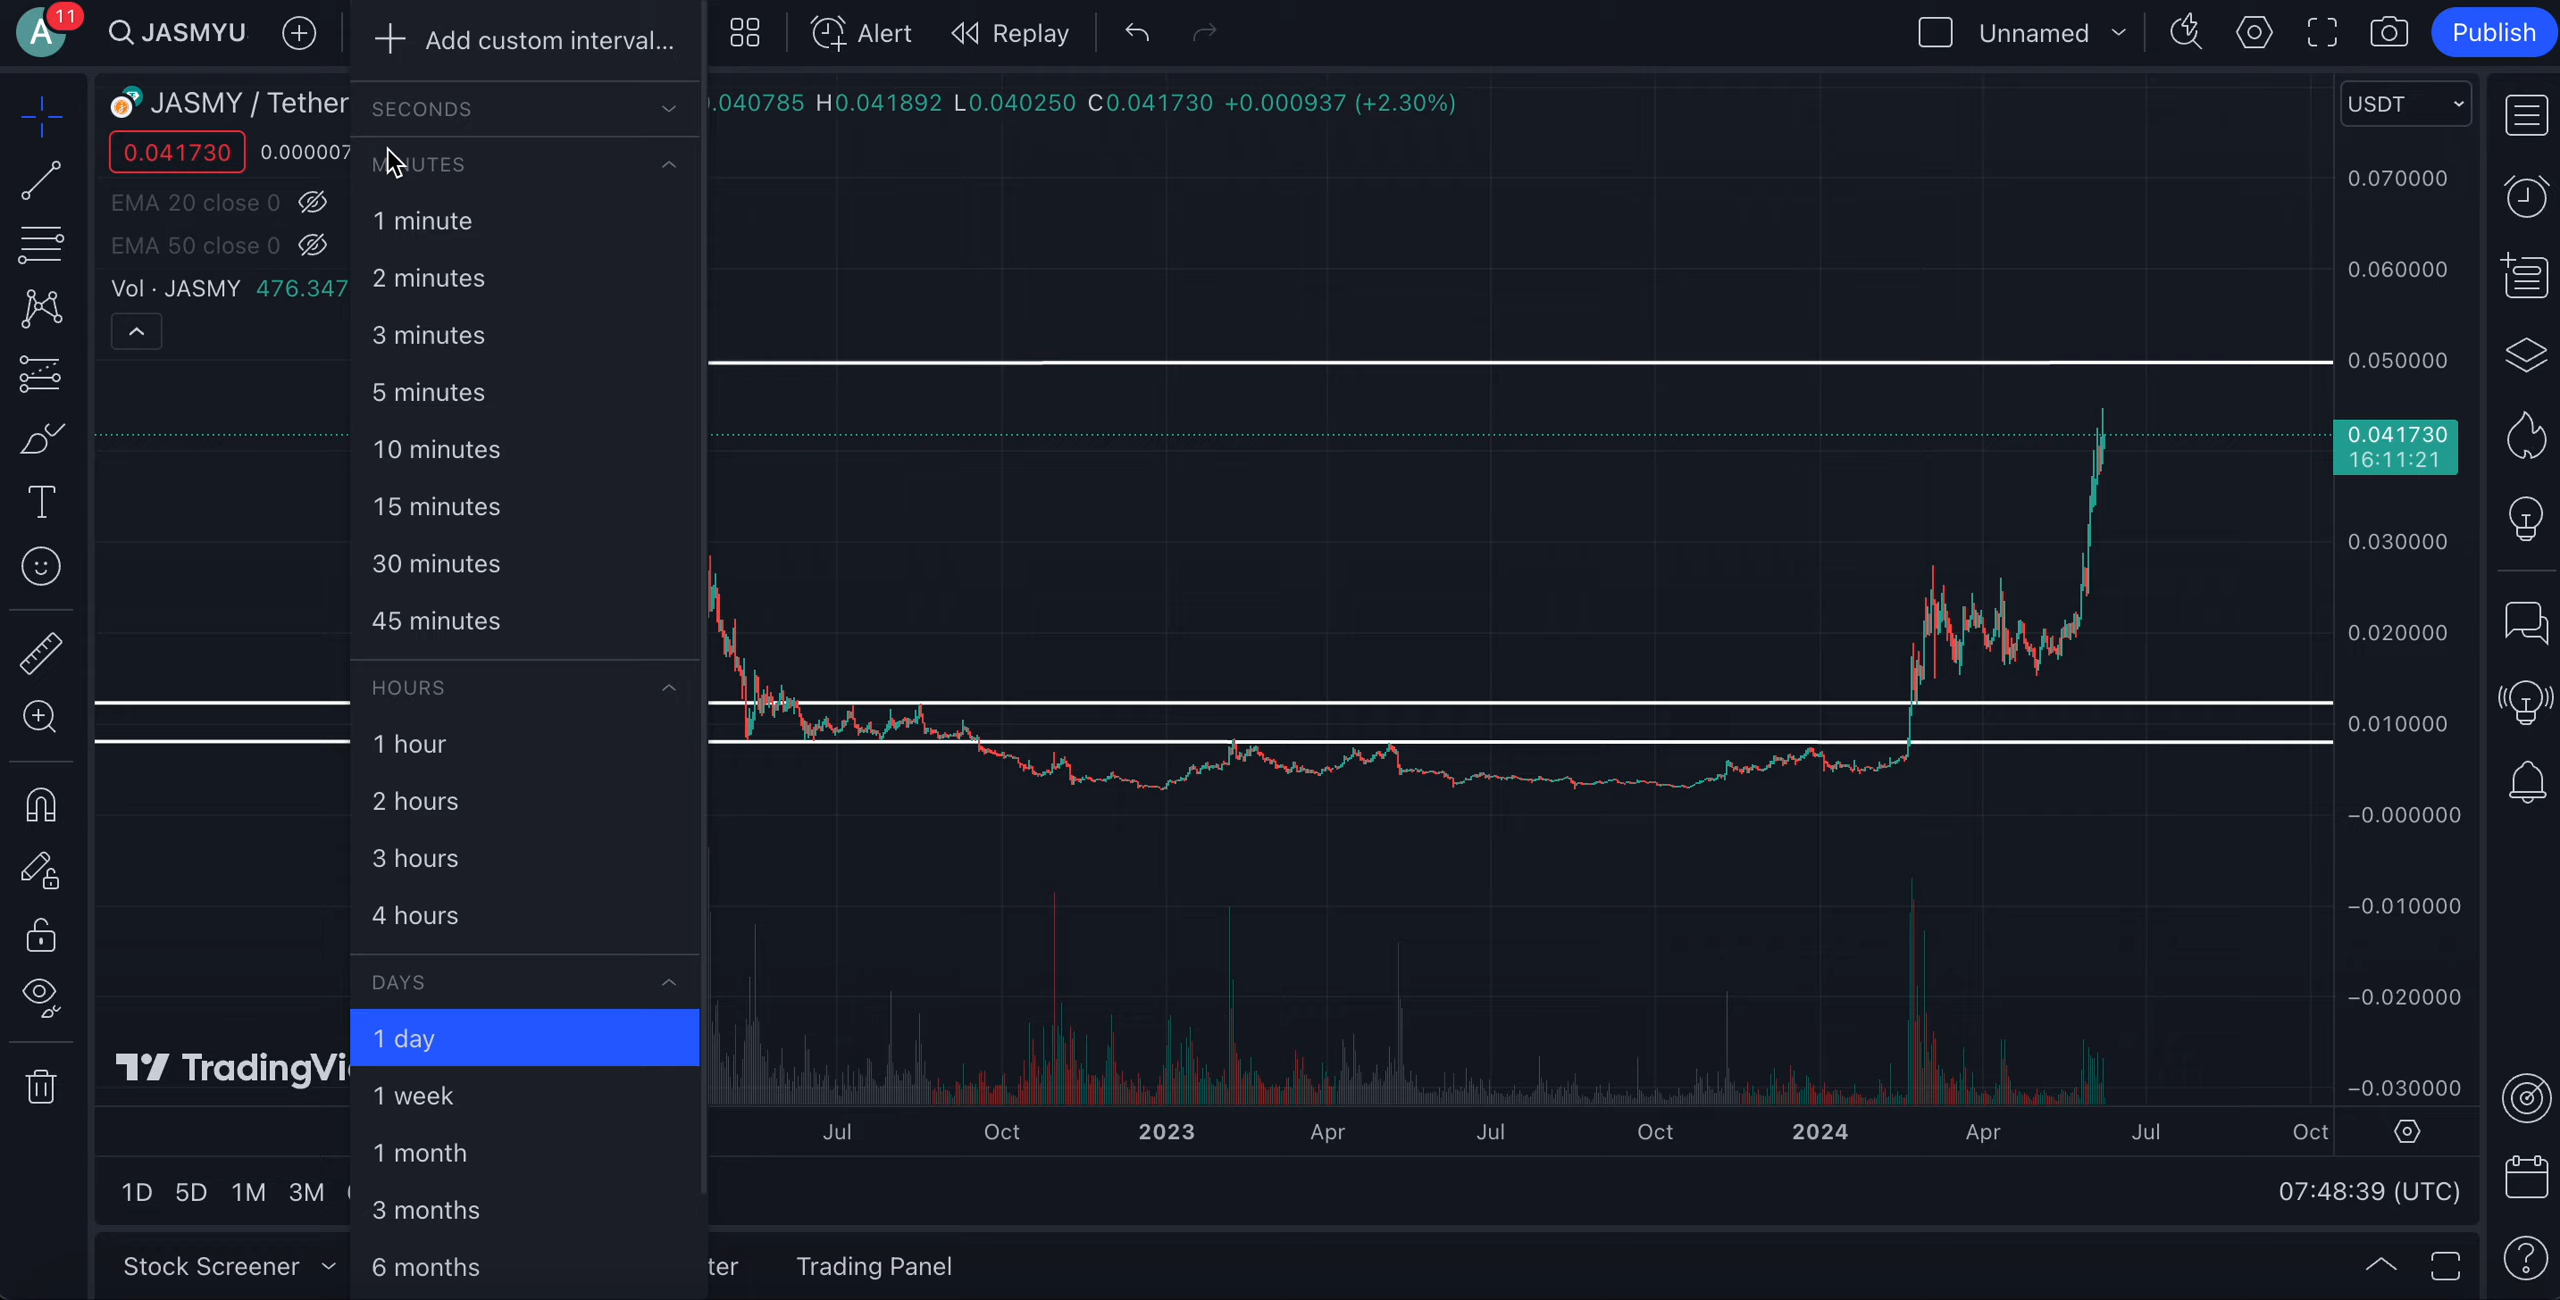 A 11 JASMYU Add custom interval... Alert Replay Unnamed Publish
JASMY / Tether .040785 H0.041892 L0.040250 C0.041730 +0.000937 (+2.30%) USDT
0.041730 0.000007
EMA 20 close 0
EMA 50 close 0
Vol · JASMY 476.347
SECONDS
MINUTES
1 minute
2 minutes
3 minutes
5 minutes
10 minutes
15 minutes
30 minutes
45 minutes
HOURS
1 hour
2 hours
3 hours
4 hours
DAYS
1 day
1 week
1 month
3 months
6 months
0.070000
0.060000
0.050000
0.041730
16:11:21
0.030000
0.020000
0.010000
−0.000000
−0.010000
−0.020000
−0.030000
TradingVi
Jul Oct 2023 Apr Jul Oct 2024 Apr Jul Oct
1D 5D 1M 3M 07:48:39 (UTC)
Stock Screener ter Trading Panel